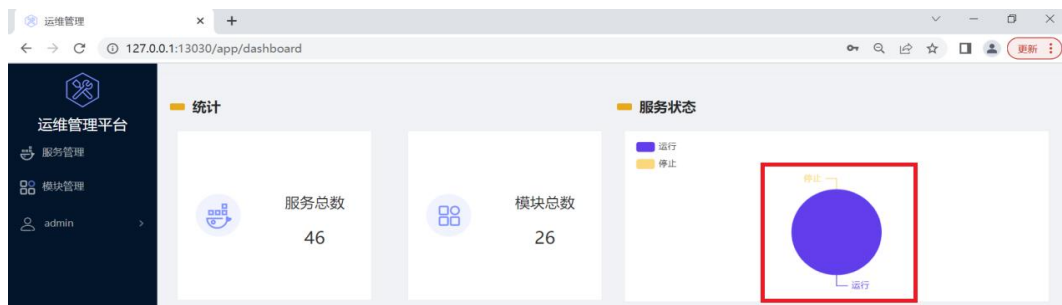 运维管理
127.0.0.1:13030/app/dashboard
更新
运维管理平台
服务管理
模块管理
admin
统计
服务总数
46
模块总数
26
服务状态
运行
停止
停止
运行